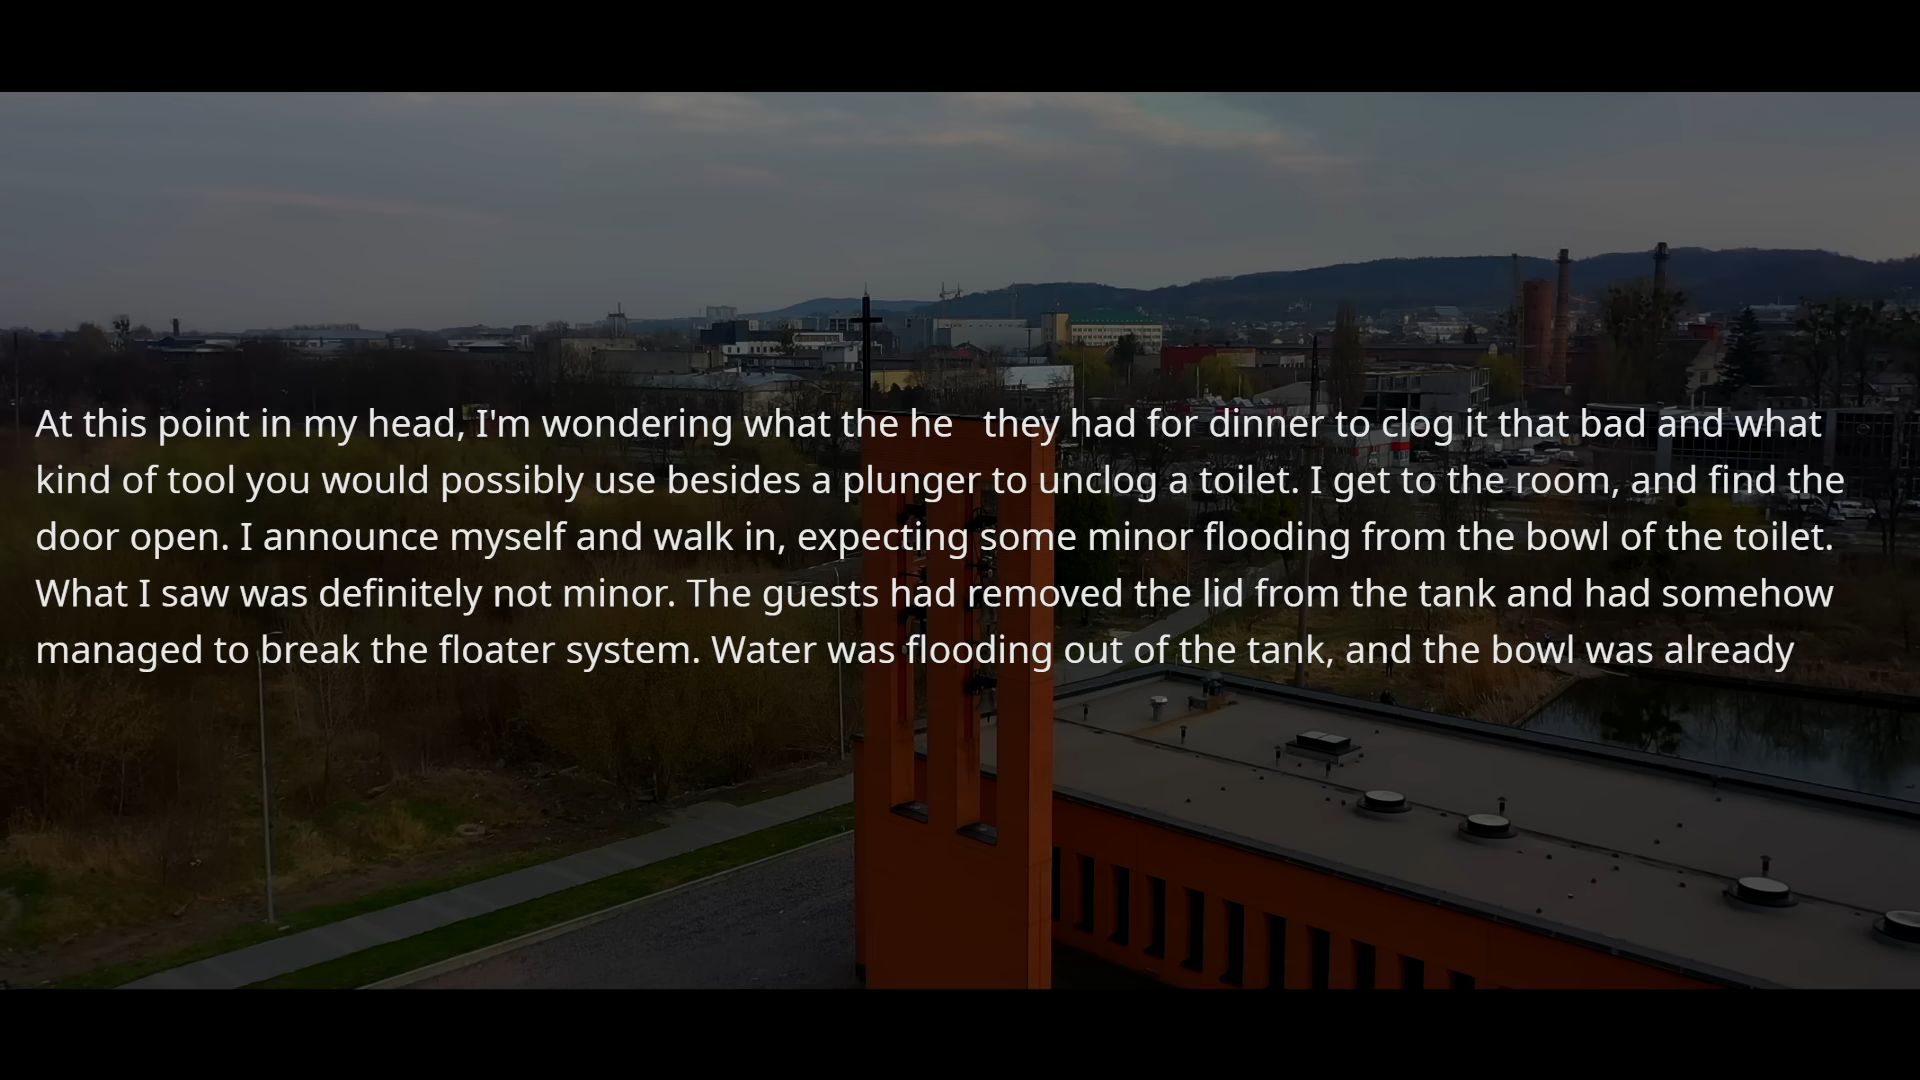 At this point in my head, I'm wondering what the he they had for dinner to clog it that bad and what
kind of tool you would possibly use besides a plunger to unclog a toilet. I get to the room, and find the
door open. I announce myself and walk in, expecting some minor flooding from the bowl of the toilet.
What I saw was definitely not minor. The guests had removed the lid from the tank and had somehow
managed to break the floater system. Water was flooding out of the tank, and the bowl was already